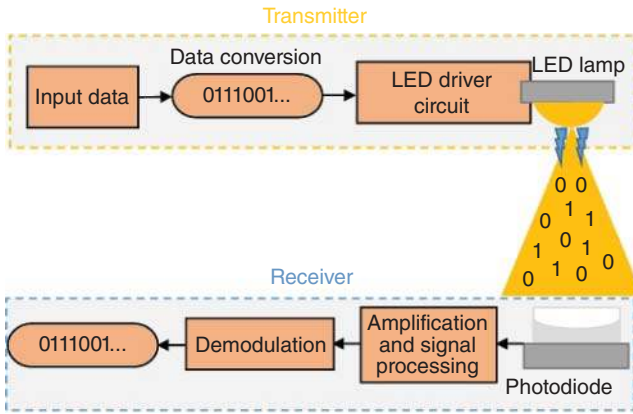 Transmitter
Data conversion
LED lamp
Input data
0111001...
LED driver
circuit
0 0
0 1 1
1 0 1
0 1 0 0
Receiver
0111001...
Demodulation
Amplification
and signal
processing
Photodiode